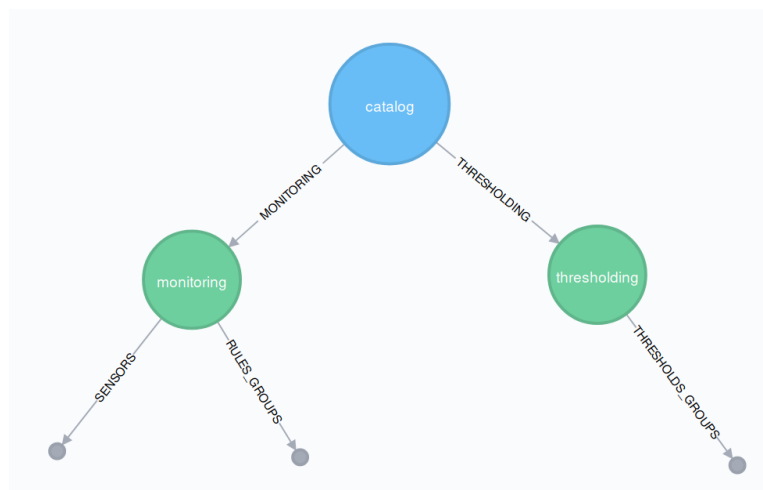 catalog
MONITORING
THRESHOLDING
monitoring
thresholding
SENSORS
RULES_GROUPS
THRESHOLDS_GROUPS